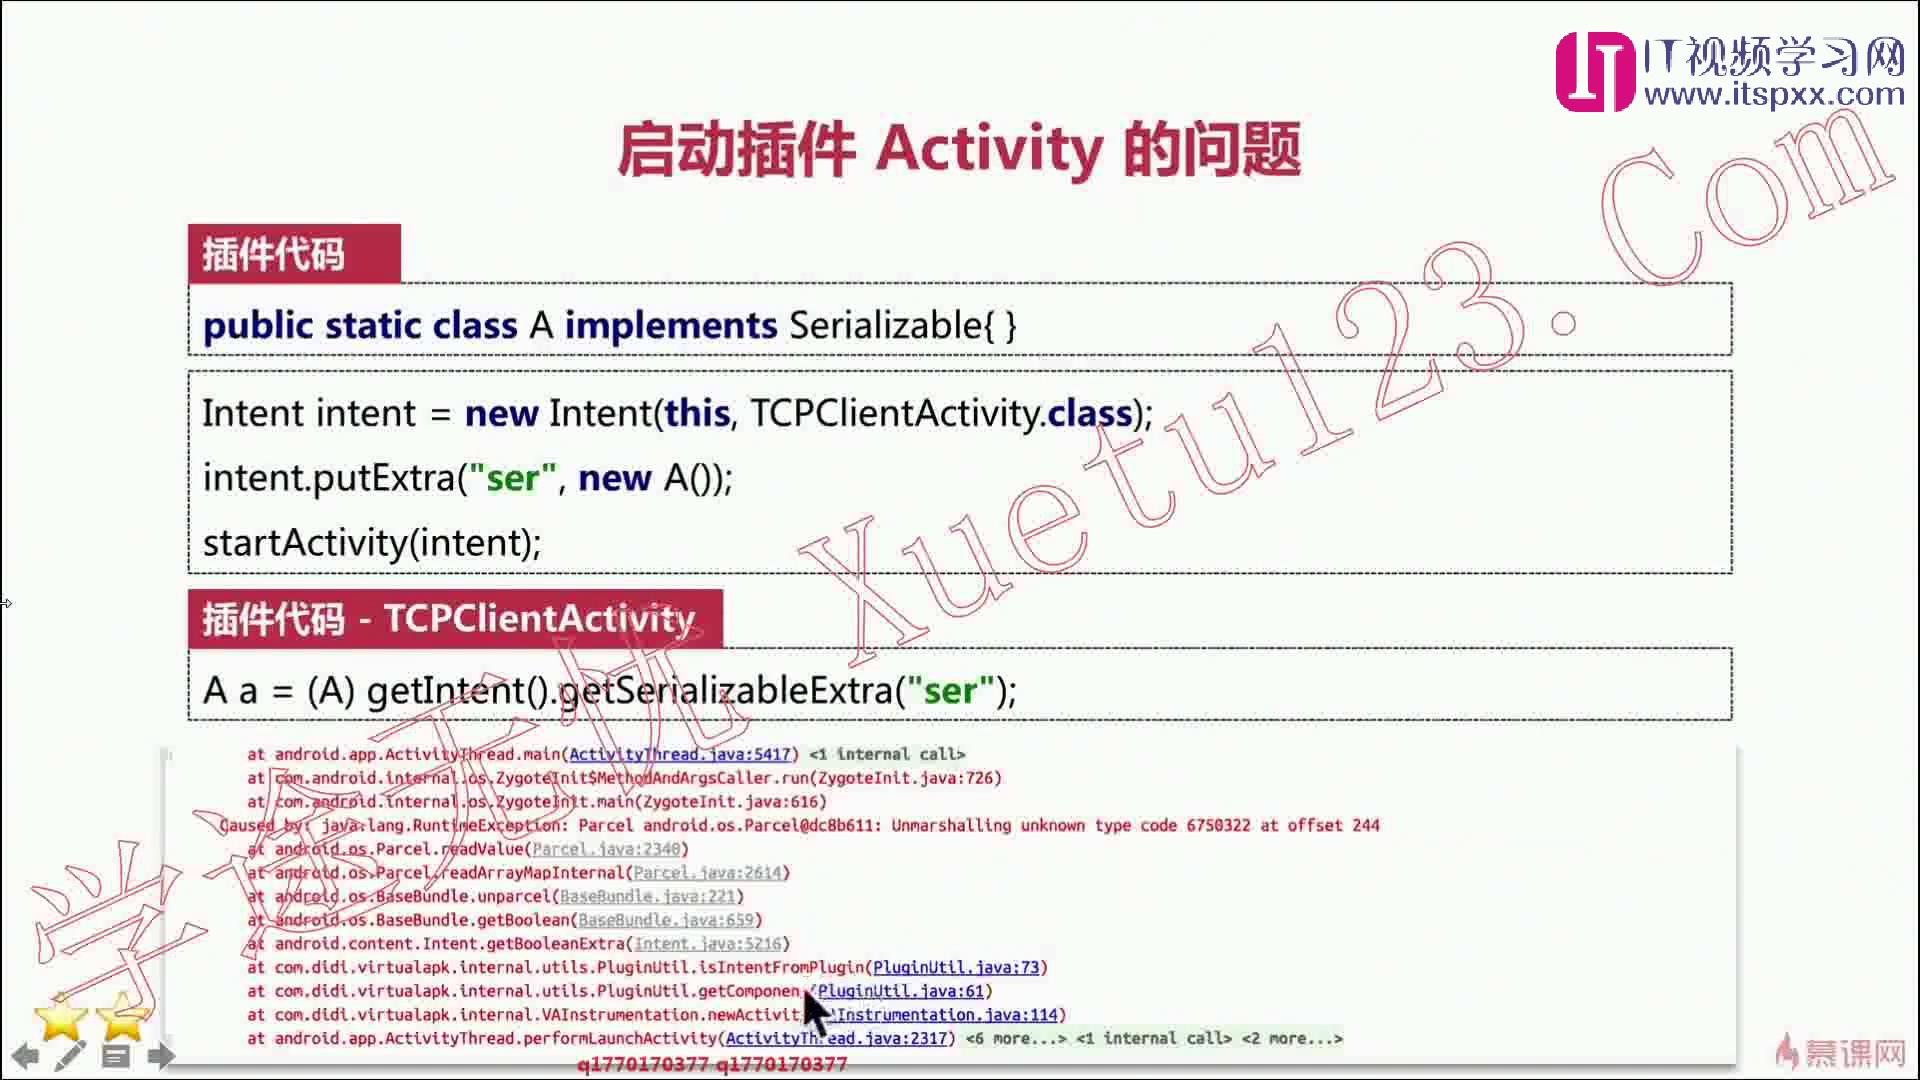 IT视频学习网
www.itspxx.com
启动插件 Activity 的问题
插件代码
public static class A implements Serializable{ }
Intent intent = new Intent(this, TCPClientActivity.class);
intent.putExtra("ser", new A());
startActivity(intent);
插件代码 - TCPClientActivity
A a = (A) getIntent().getSerializableExtra("ser");
学途无忧 Xuetu123.Com
at android.app.ActivityThread.main(ActivityThread.java:5417) <1 internal call>
at com.android.internal.os.ZygoteInit$MethodAndArgsCaller.run(ZygoteInit.java:726)
at com.android.internal.os.ZygoteInit.main(ZygoteInit.java:616)
Caused by: java.lang.RuntimeException: Parcel android.os.Parcel@dc8b611: Unmarshalling unknown type code 6750322 at offset 244
at android.os.Parcel.readValue(Parcel.java:2340)
at android.os.Parcel.readArrayMapInternal(Parcel.java:2614)
at android.os.BaseBundle.unparcel(BaseBundle.java:221)
at android.os.BaseBundle.getBoolean(BaseBundle.java:659)
at android.content.Intent.getBooleanExtra(Intent.java:5216)
at com.didi.virtualapk.internal.utils.PluginUtil.isIntentFromPlugin(PluginUtil.java:73)
at com.didi.virtualapk.internal.utils.PluginUtil.getComponen (PluginUtil.java:61)
at com.didi.virtualapk.internal.VAInstrumentation.newActivit Instrumentation.java:114)
at android.app.ActivityThread.performLaunchActivity(ActivityThread.java:2317) <6 more...> <1 internal call> <2 more...>
q1770170377 q1770170377
慕课网